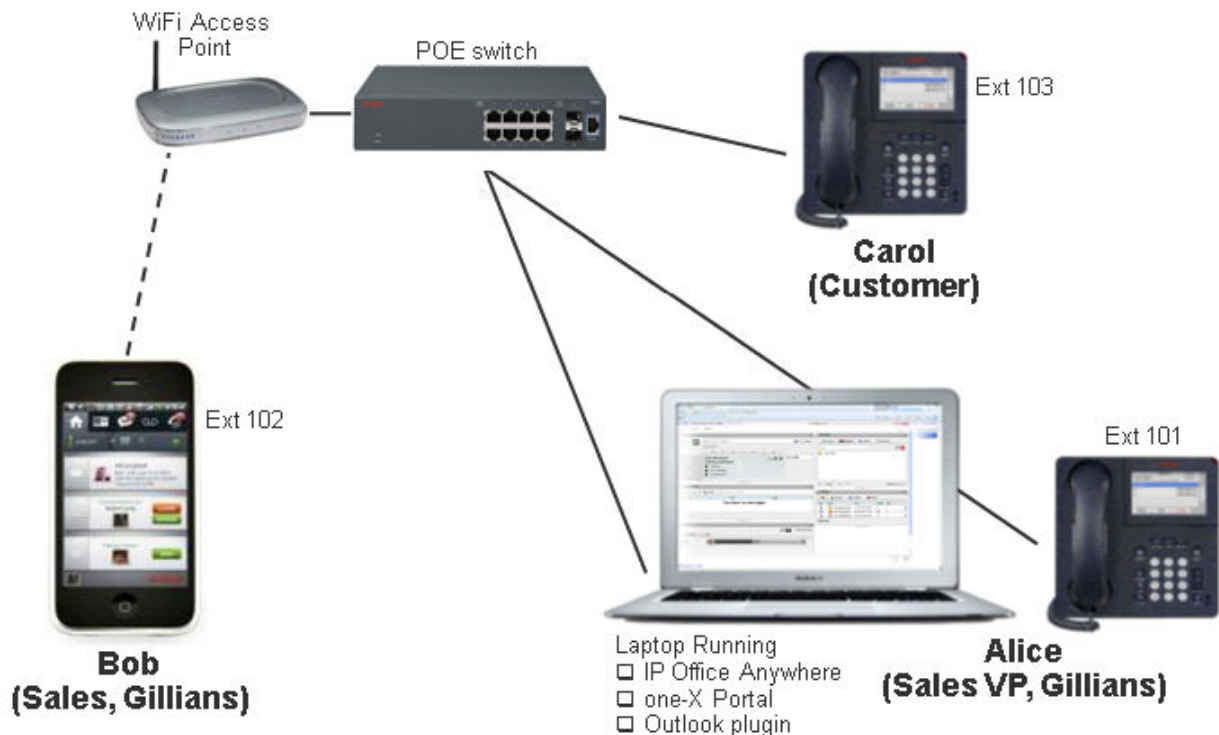 WiFi Access
Point
POE switch
Ext 103
Carol
(Customer)
Ext 102
Ext 101
Bob
(Sales, Gillians)
Laptop Running
❑ IP Office Anywhere
❑ one-X Portal
❑ Outlook plugin
Alice
(Sales VP, Gillians)